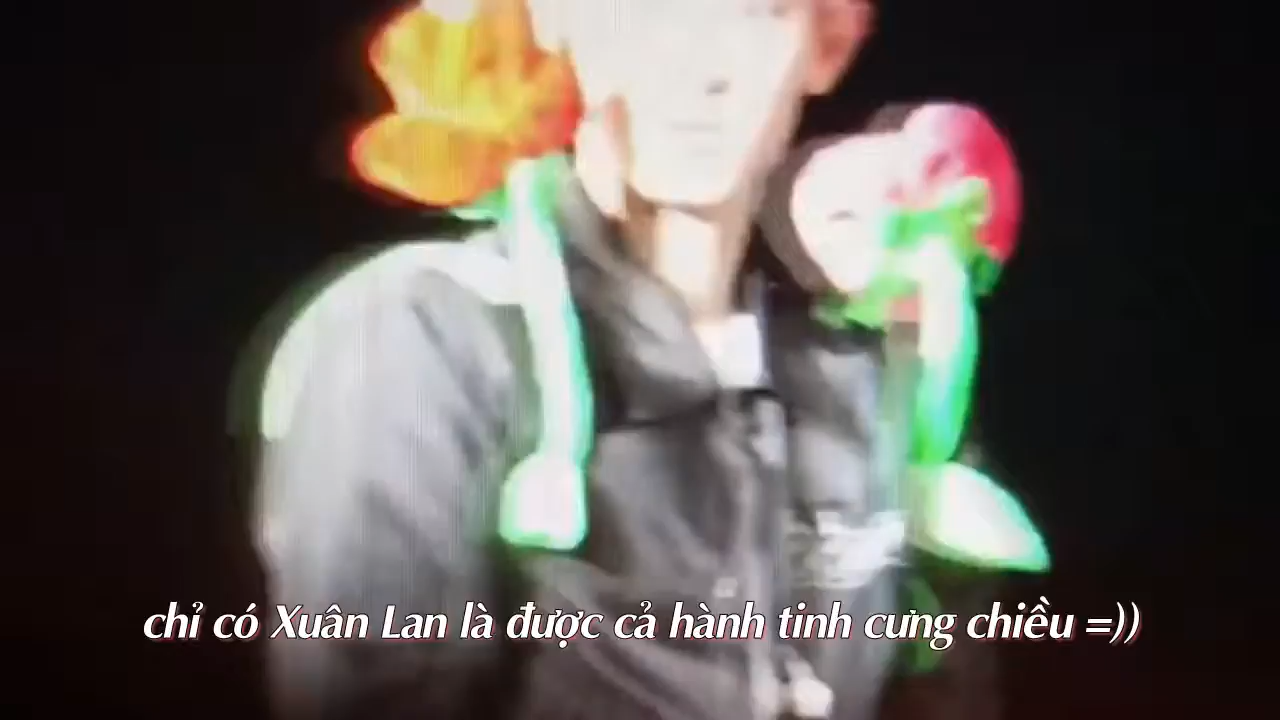 chỉ có Xuân Lan là được cả hành tinh cưng chiều =))